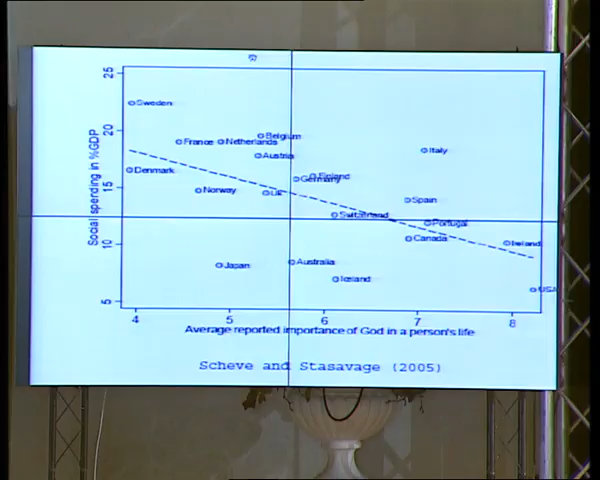 25
Sweden
20
Belgium
France
Netherlands
Italy
Austria
Denmark
Finland
Germany
15
Norway
UK
Spain
Switzerland
Portugal
Canada
10
Ireland
Japan
Australia
Iceland
USA
5
Social spending in %GDP
4 5 6 7 8
Average reported importance of God in a person's life
Scheve and Stasavage (2005)